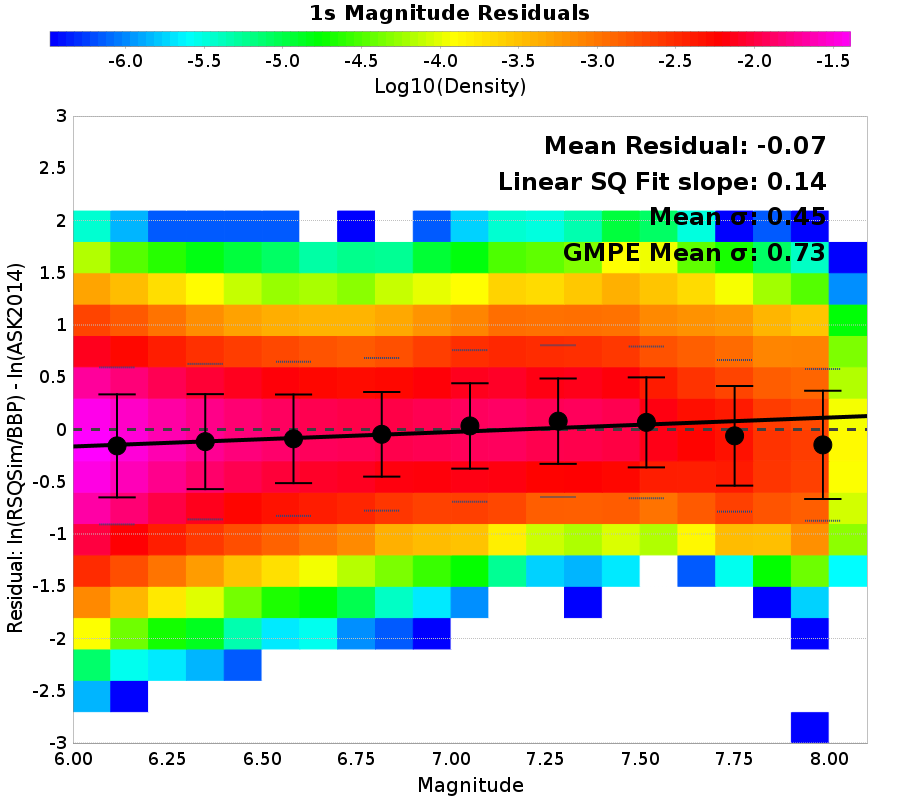 1s Magnitude Residuals
-6.0 -5.5 -5.0 -4.5 -4.0 -3.5 -3.0 -2.5 -2.0 -1.5
Log10(Density)
Mean Residual: -0.07
Linear SQ Fit slope: 0.14
Mean σ: 0.45
GMPE Mean σ: 0.73
Residual: ln(RSQSim/BBP) - ln(ASK2014)
3
2.5
2
1.5
1
0.5
0
-0.5
-1
-1.5
-2
-2.5
-3
6.00 6.25 6.50 6.75 7.00 7.25 7.50 7.75 8.00
Magnitude